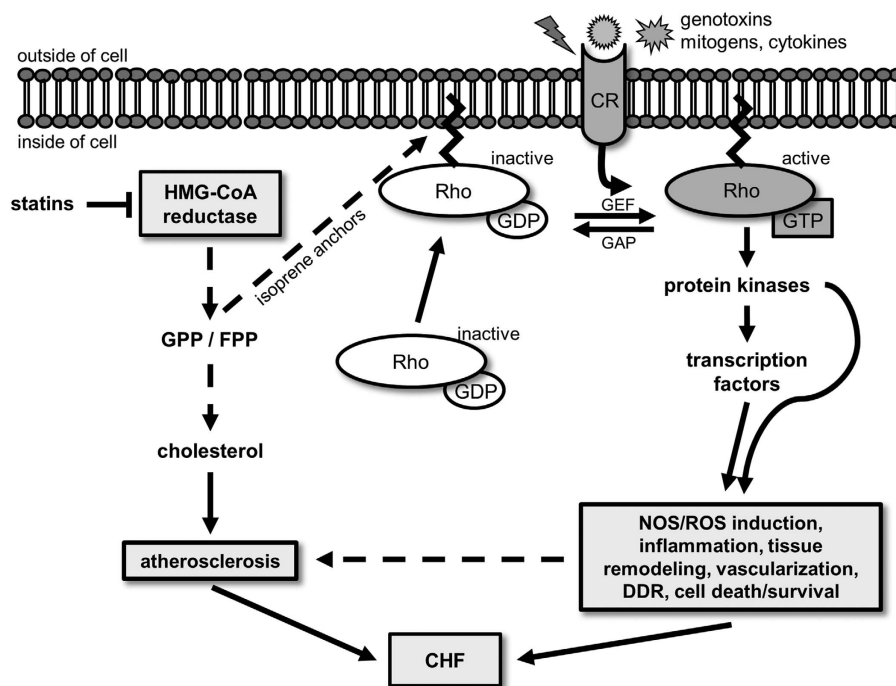 genotoxins
mitogens, cytokines
outside of cell
CR
inside of cell
inactive
active
statins
HMG-CoA
reductase
Rho
GDP
GEF
GAP
Rho
GTP
isoprene anchors
protein kinases
GPP / FPP
inactive
Rho
GDP
transcription
factors
cholesterol
NOS/ROS induction,
inflammation, tissue
remodeling, vascularization,
DDR, cell death/survival
atherosclerosis
CHF